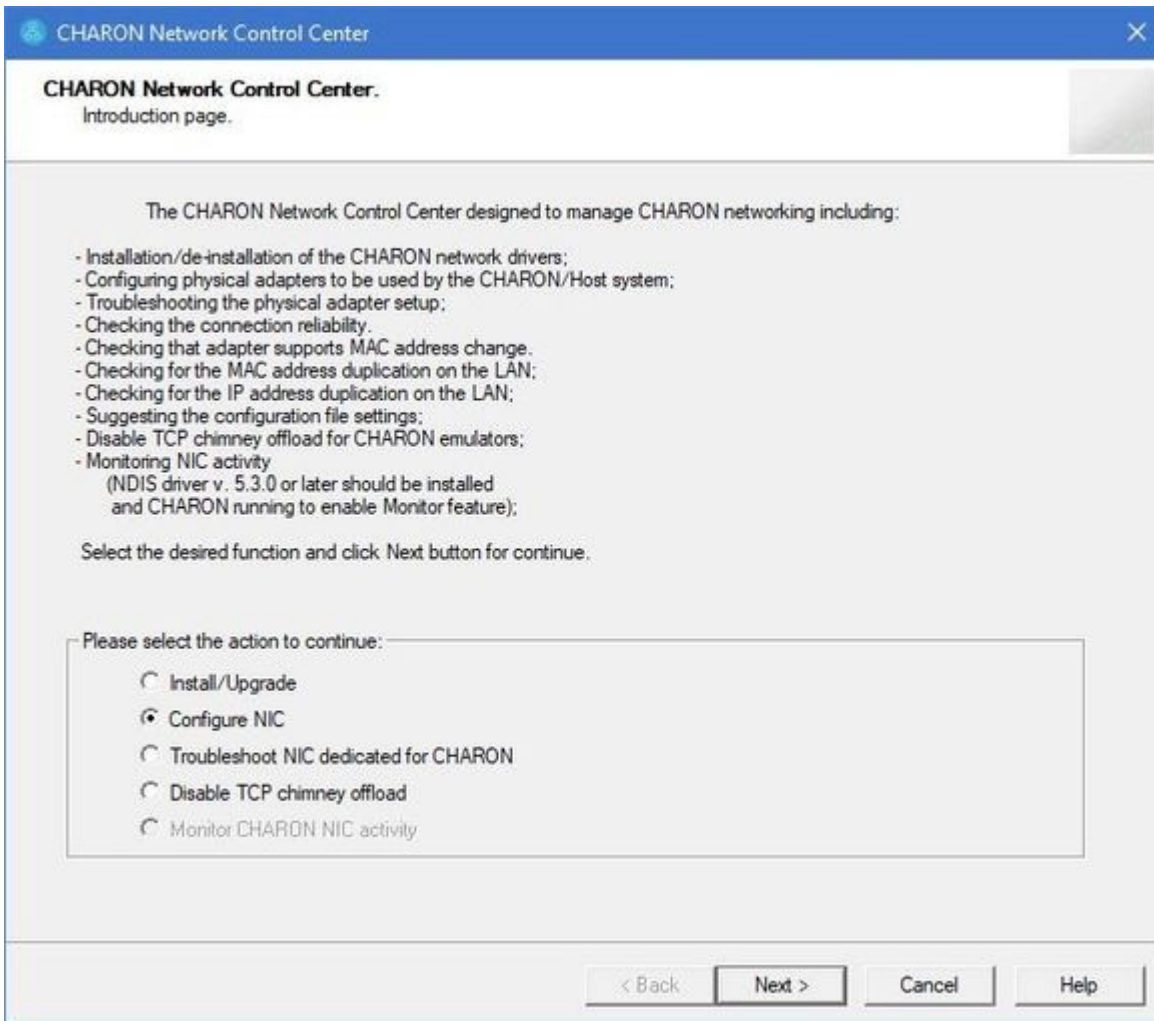 CHARON Network Control Center
CHARON Network Control Center.
Introduction page.
The CHARON Network Control Center designed to manage CHARON networking including:
- Installation/de-installation of the CHARON network drivers;
- Configuring physical adapters to be used by the CHARON/Host system;
- Troubleshooting the physical adapter setup;
- Checking the connection reliability.
- Checking that adapter supports MAC address change.
- Checking for the MAC address duplication on the LAN;
- Checking for the IP address duplication on the LAN;
- Suggesting the configuration file settings;
- Disable TCP chimney offload for CHARON emulators;
- Monitoring NIC activity
(NDIS driver v. 5.3.0 or later should be installed
and CHARON running to enable Monitor feature);
Select the desired function and click Next button for continue.
Please select the action to continue:
Install/Upgrade
Configure NIC
Troubleshoot NIC dedicated for CHARON
Disable TCP chimney offload
Monitor CHARON NIC activity
< Back Next > Cancel Help